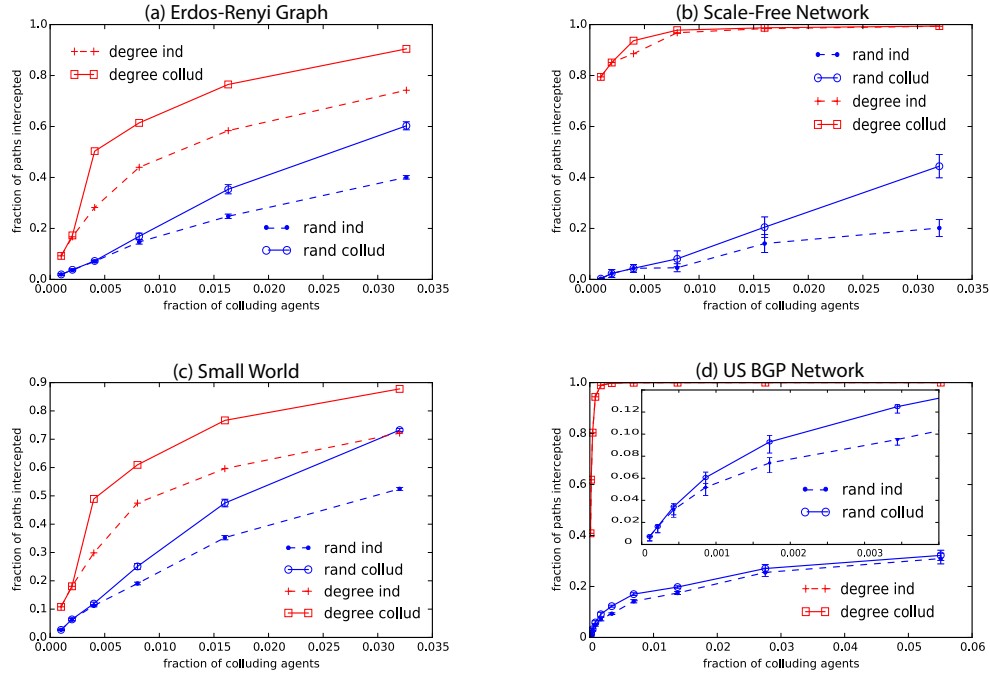 (a) Erdos-Renyi Graph
fraction of paths intercepted
1.0
0.8
0.6
0.4
0.2
0.0
degree ind
degree collud
rand ind
rand collud
0.000 0.005 0.010 0.015 0.020 0.025 0.030 0.035
fraction of colluding agents
(b) Scale-Free Network
fraction of paths intercepted
1.0
0.8
0.6
0.4
0.2
0.0
rand ind
rand collud
degree ind
degree collud
0.000 0.005 0.010 0.015 0.020 0.025 0.030 0.035
fraction of colluding agents
(c) Small World
fraction of paths intercepted
0.9
0.8
0.7
0.6
0.5
0.4
0.3
0.2
0.1
0.0
rand ind
rand collud
degree ind
degree collud
0.000 0.005 0.010 0.015 0.020 0.025 0.030 0.035
fraction of colluding agents
(d) US BGP Network
fraction of paths intercepted
1.0
0.8
0.6
0.4
0.2
0
0.12
0.10
0.08
0.06
0.04
0.02
0
0 0.001 0.002 0.003
rand ind
rand collud
degree ind
degree collud
0 0.01 0.02 0.03 0.04 0.05 0.06
fraction of colluding agents